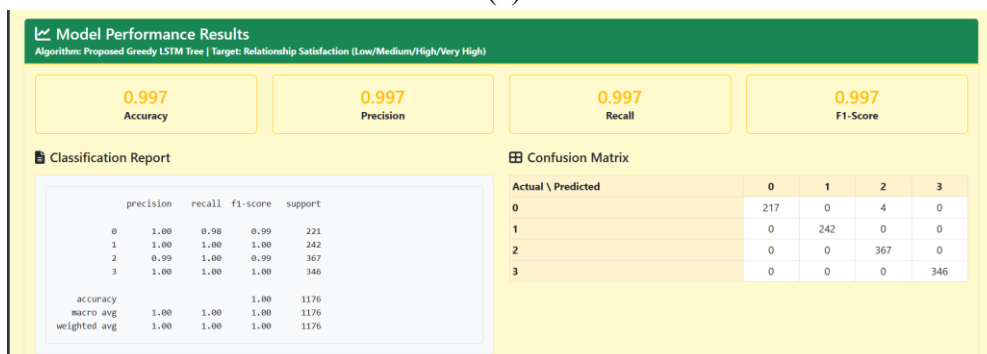 Model Performance Results
Algorithm: Proposed Greedy LSTM Tree | Target: Relationship Satisfaction (Low/Medium/High/Very High)
0.997 0.997 0.997 0.997
Accuracy Precision Recall F1-Score
Classification Report
precision recall f1-score support
0 1.00 0.98 0.99 221
1 1.00 1.00 1.00 242
2 0.99 1.00 0.99 367
3 1.00 1.00 1.00 346
accuracy 1.00 1176
macro avg 1.00 1.00 1.00 1176
weighted avg 1.00 1.00 1.00 1176
Confusion Matrix
Actual \ Predicted 0 1 2 3
0 217 0 4 0
1 0 242 0 0
2 0 0 367 0
3 0 0 0 346